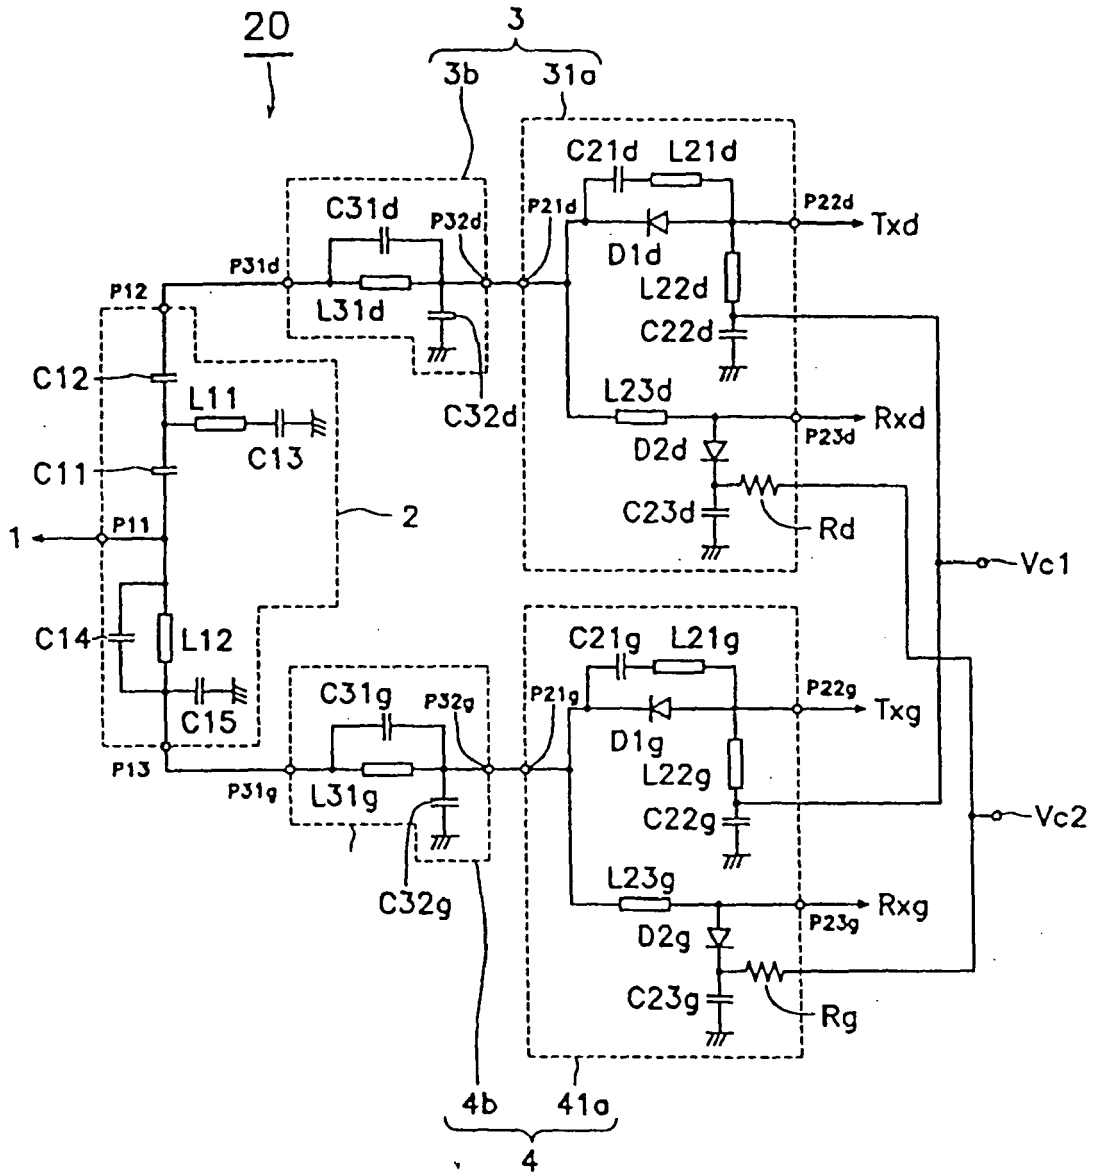 20
3
3b 31a
C21d L21d
C31d P32d P21d P22d
Txd
P31d D1d
P12 L31d L22d
C22d
C12 L11 L23d
C32d Rxd
P23d
C13 D2d
C11
C23d
P11 2 Rd
1
Vc1
C14 L12 C21g L21g
C31g P32g P21g P22g
C15 Txg
P13 D1g
P31g L31g L22g
C22g Vc2
L23g
C32g Rxg
P23g
D2g
C23g
Rg
4b 41a
4